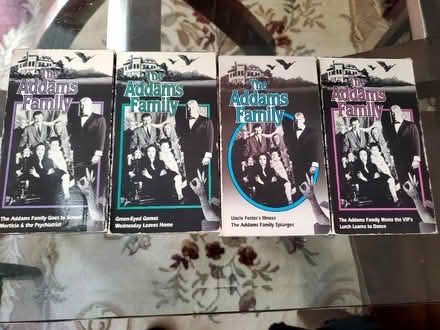 The
Addams
Family
The Addams Family Goes to School
Morticia & the Psychiatrist
The
Addams
Family
Green-Eyed Gomez
Wednesday Leaves Home
The
Addams
Family
Uncle Fester's Illness
The Addams Family Splurges
The
Addams
Family
The Addams Family Meets the VIP's
Lurch Learns to Dance